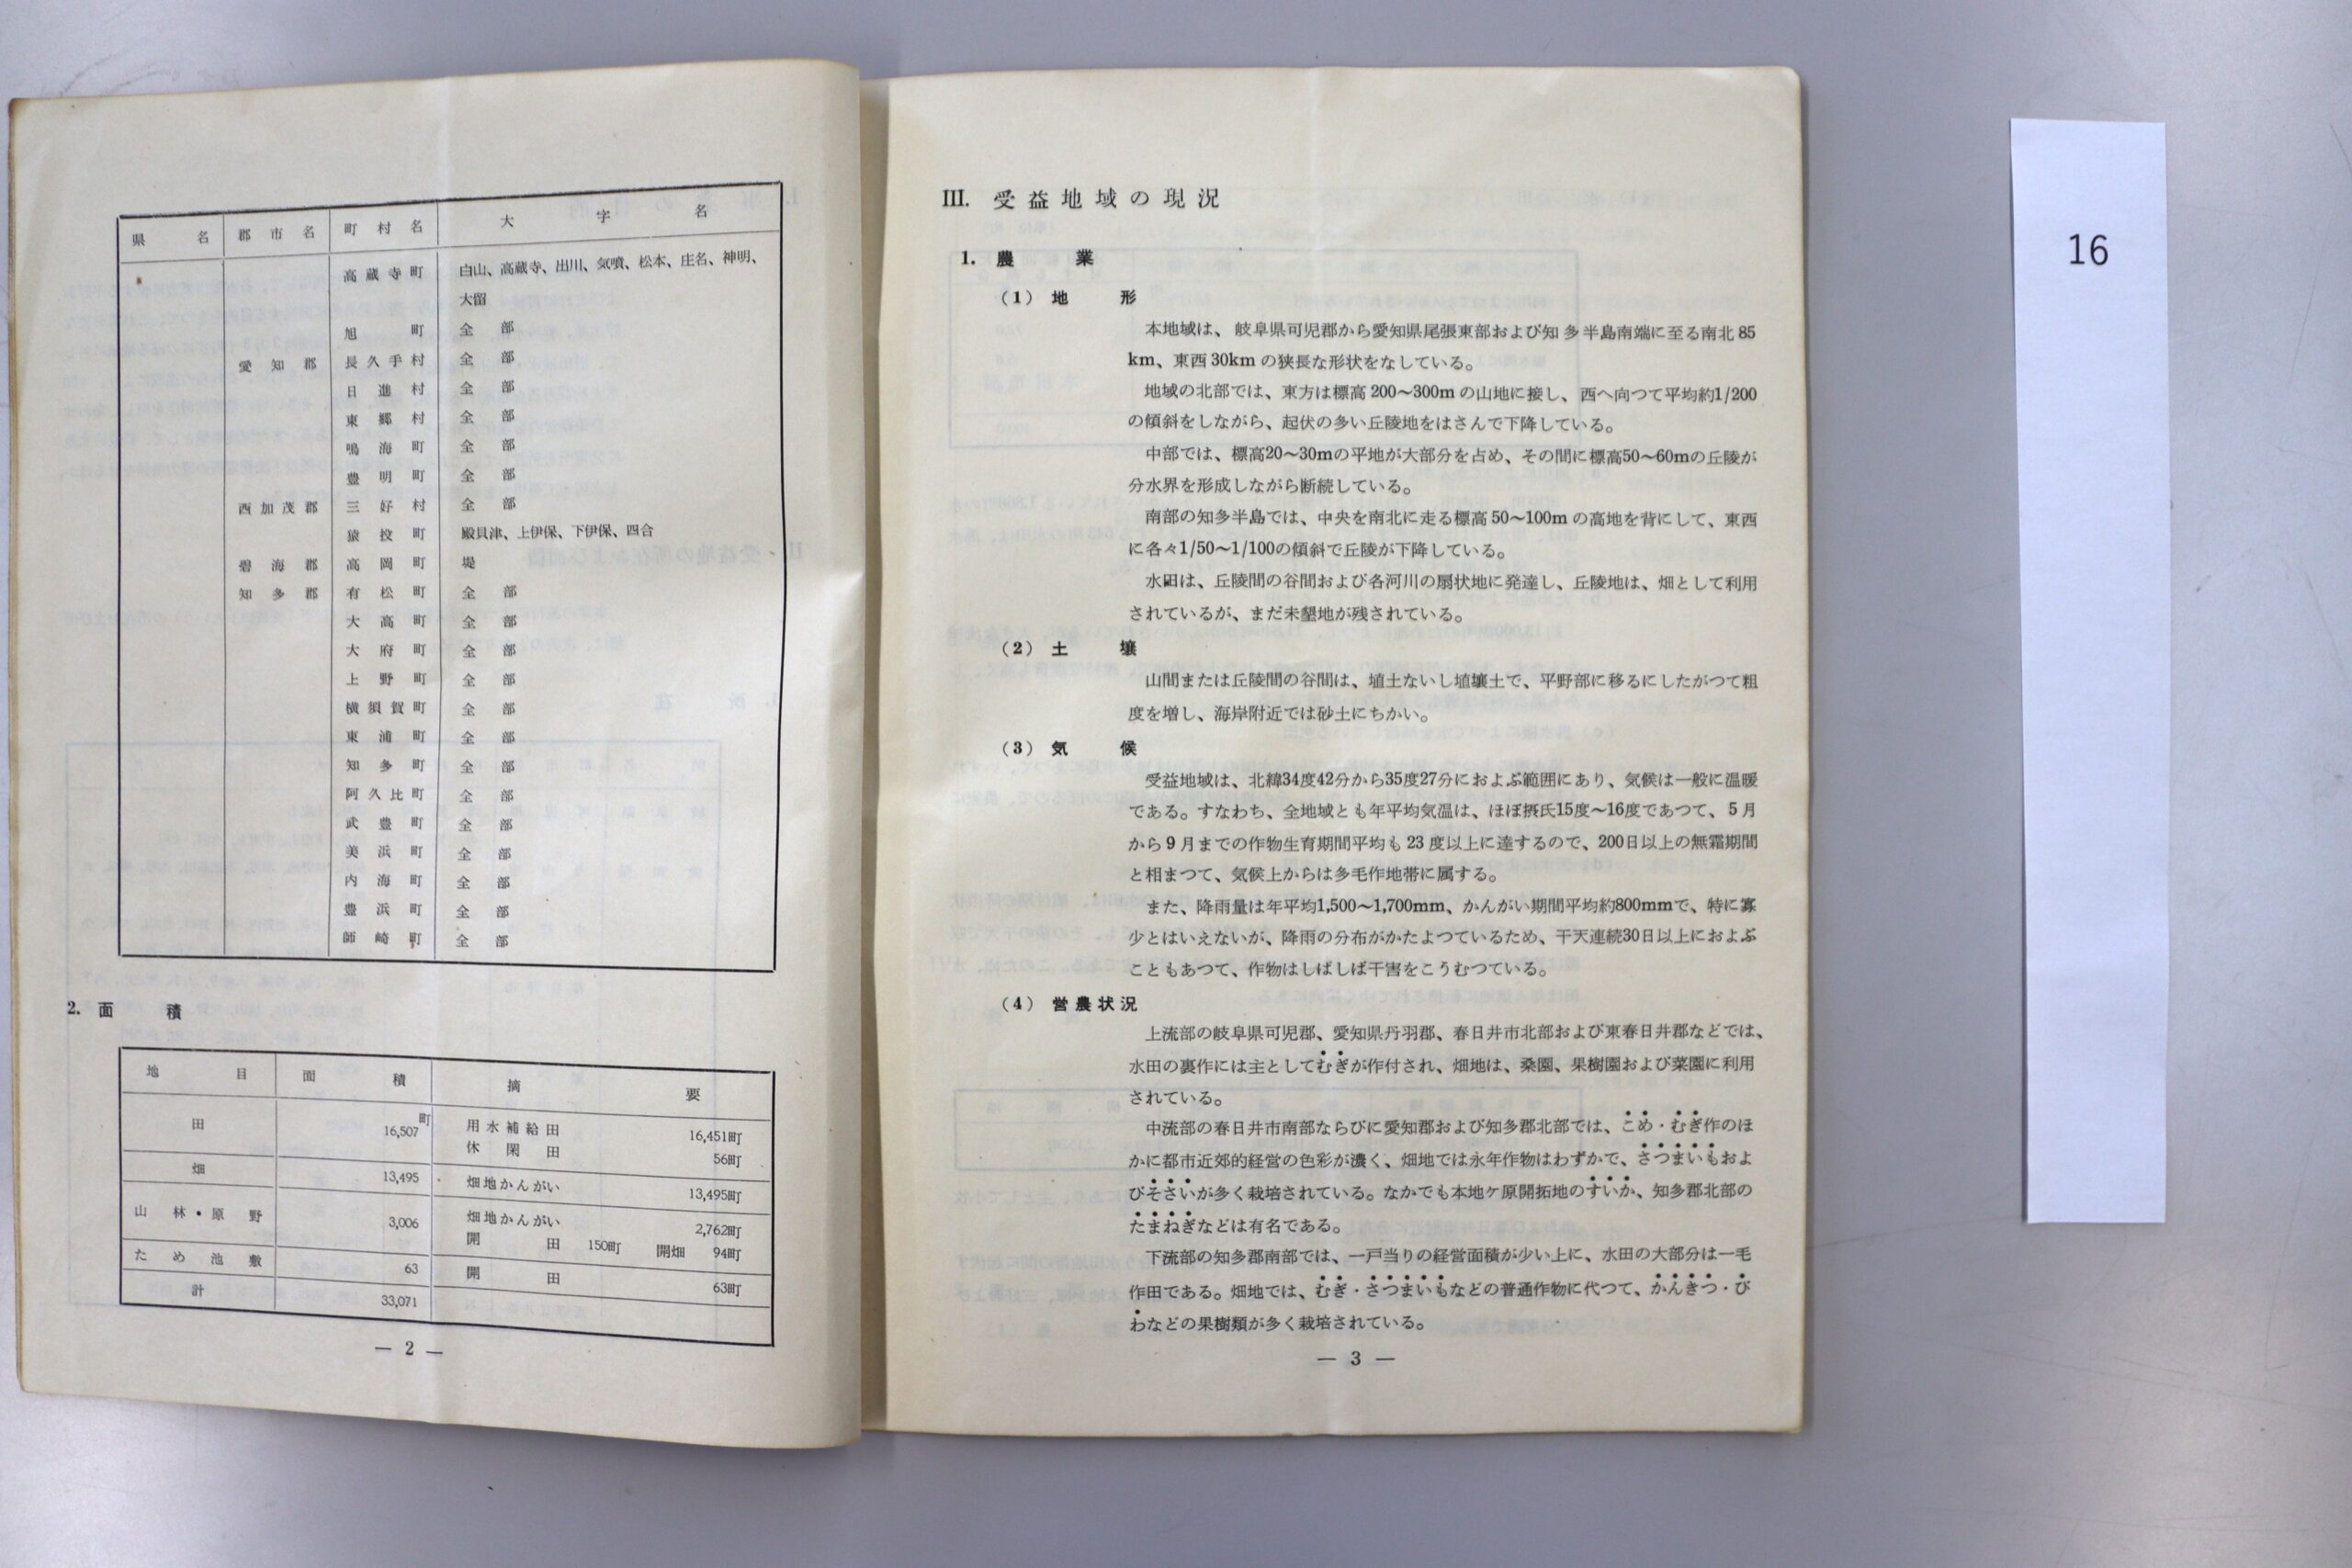 県名 郡市名 町村名 大字名
高蔵寺町 白山、高蔵寺、出川、気噴、松本、庄名、神明、
大留
旭町 全部
愛知郡 長久手村 全部
日進村 全部
東郷村 全部
鳴海町 全部
豊明町 全部
西加茂郡 三好村 全部
猿投町 殿貝津、上伊保、下伊保、四合
碧海郡 高岡町 堤
知多郡 有松町 全部
大高町 全部
大府町 全部
上野町 全部
横須賀町 全部
東浦町 全部
知多町 全部
阿久比町 全部
武豊町 全部
美浜町 全部
内海町 全部
豊浜町 全部
師崎町 全部
2. 面積
地目 面積 摘要
田 16,507町 用水補給田 16,451町
休閑田 56町
畑 13,495 畑地かんがい 13,495町
山林・原野 3,006 畑地かんがい 2,762町
開田 150町 開畑 94町
ため池敷 63 開田 63町
計 33,071
— 2 —
III. 受益地域の現況
1. 農業
(1) 地形
本地域は、岐阜県可児郡から愛知県尾張東部および知多半島南端に至る南北85
km、東西30kmの狭長な形状をなしている。
地域の北部では、東方は標高200～300mの山地に接し、西へ向つて平均約1/200
の傾斜をしながら、起伏の多い丘陵地をはさんで下降している。
中部では、標高20～30mの平地が大部分を占め、その間に標高50～60mの丘陵が
分水界を形成しながら断続している。
南部の知多半島では、中央を南北に走る標高50～100mの高地を背にして、東西
に各々1/50～1/100の傾斜で丘陵が下降している。
水田は、丘陵間の谷間および各河川の扇状地に発達し、丘陵地は、畑として利用
されているが、まだ未墾地が残されている。
(2) 土壌
山間または丘陵間の谷間は、埴土ないし埴壌土で、平野部に移るにしたがつて粗
度を増し、海岸附近では砂土にちかい。
(3) 気候
受益地域は、北緯34度42分から35度27分におよぶ範囲にあり、気候は一般に温暖
である。すなわち、全地域とも年平均気温は、ほぼ摂氏15度～16度であつて、5月
から9月までの作物生育期間平均も23度以上に達するので、200日以上の無霜期間
と相まつて、気候上からは多毛作地帯に属する。
また、降雨量は年平均1,500～1,700mm、かんがい期間平均約800mmで、特に寡
少とはいえないが、降雨の分布がかたよつているため、干天連続30日以上におよぶ
こともあつて、作物はしばしば干害をこうむつている。
(4) 営農状況
上流部の岐阜県可児郡、愛知県丹羽郡、春日井市北部および東春日井郡などでは、
水田の裏作には主としてむぎが作付され、畑地は、桑園、果樹園および菜園に利用
されている。
中流部の春日井市南部ならびに愛知郡および知多郡北部では、こめ・むぎ作のほ
かに都市近郊的経営の色彩が濃く、畑地では永年作物はわずかで、さつまいもおよ
びそさいが多く栽培されている。なかでも本地ケ原開拓地のすいか、知多郡北部の
たまねぎなどは有名である。
下流部の知多郡南部では、一戸当りの経営面積が少い上に、水田の大部分は一毛
作田である。畑地では、むぎ・さつまいもなどの普通作物に代つて、かんきつ・び
わなどの果樹類が多く栽培されている。
— 3 —
16